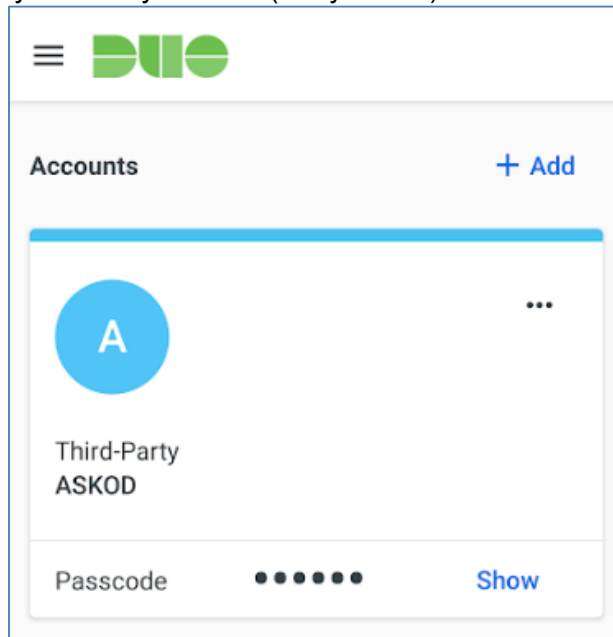 DUO
Accounts + Add
A
Third-Party
ASKOD
Passcode •••••• Show